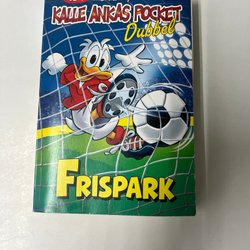 KALLE ANKAS POCKET
Dubbel
FRISPARK